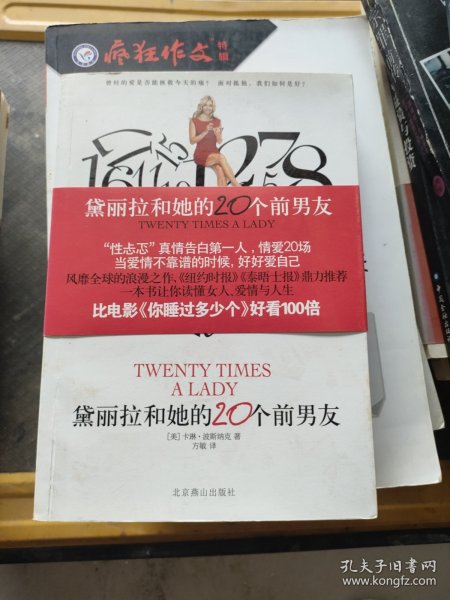 疯狂作文 特辑
曾经的爱是否能拯救今天的痛？ 面对孤独，我们如何是好？
黛丽拉和她的20个前男友
TWENTY TIMES A LADY
“性忐忑”真情告白第一人，情爱20场
当爱情不靠谱的时候，好好爱自己
风靡全球的浪漫之作，《纽约时报》《泰晤士报》鼎力推荐
一本书让你读懂女人、爱情与人生
比电影《你睡过多少个》好看100倍
TWENTY TIMES
A LADY
黛丽拉和她的20个前男友
[美] 卡琳·波斯纳克 著
方敏 译
北京燕山出版社
孔夫子旧书网
www.kongfz.com